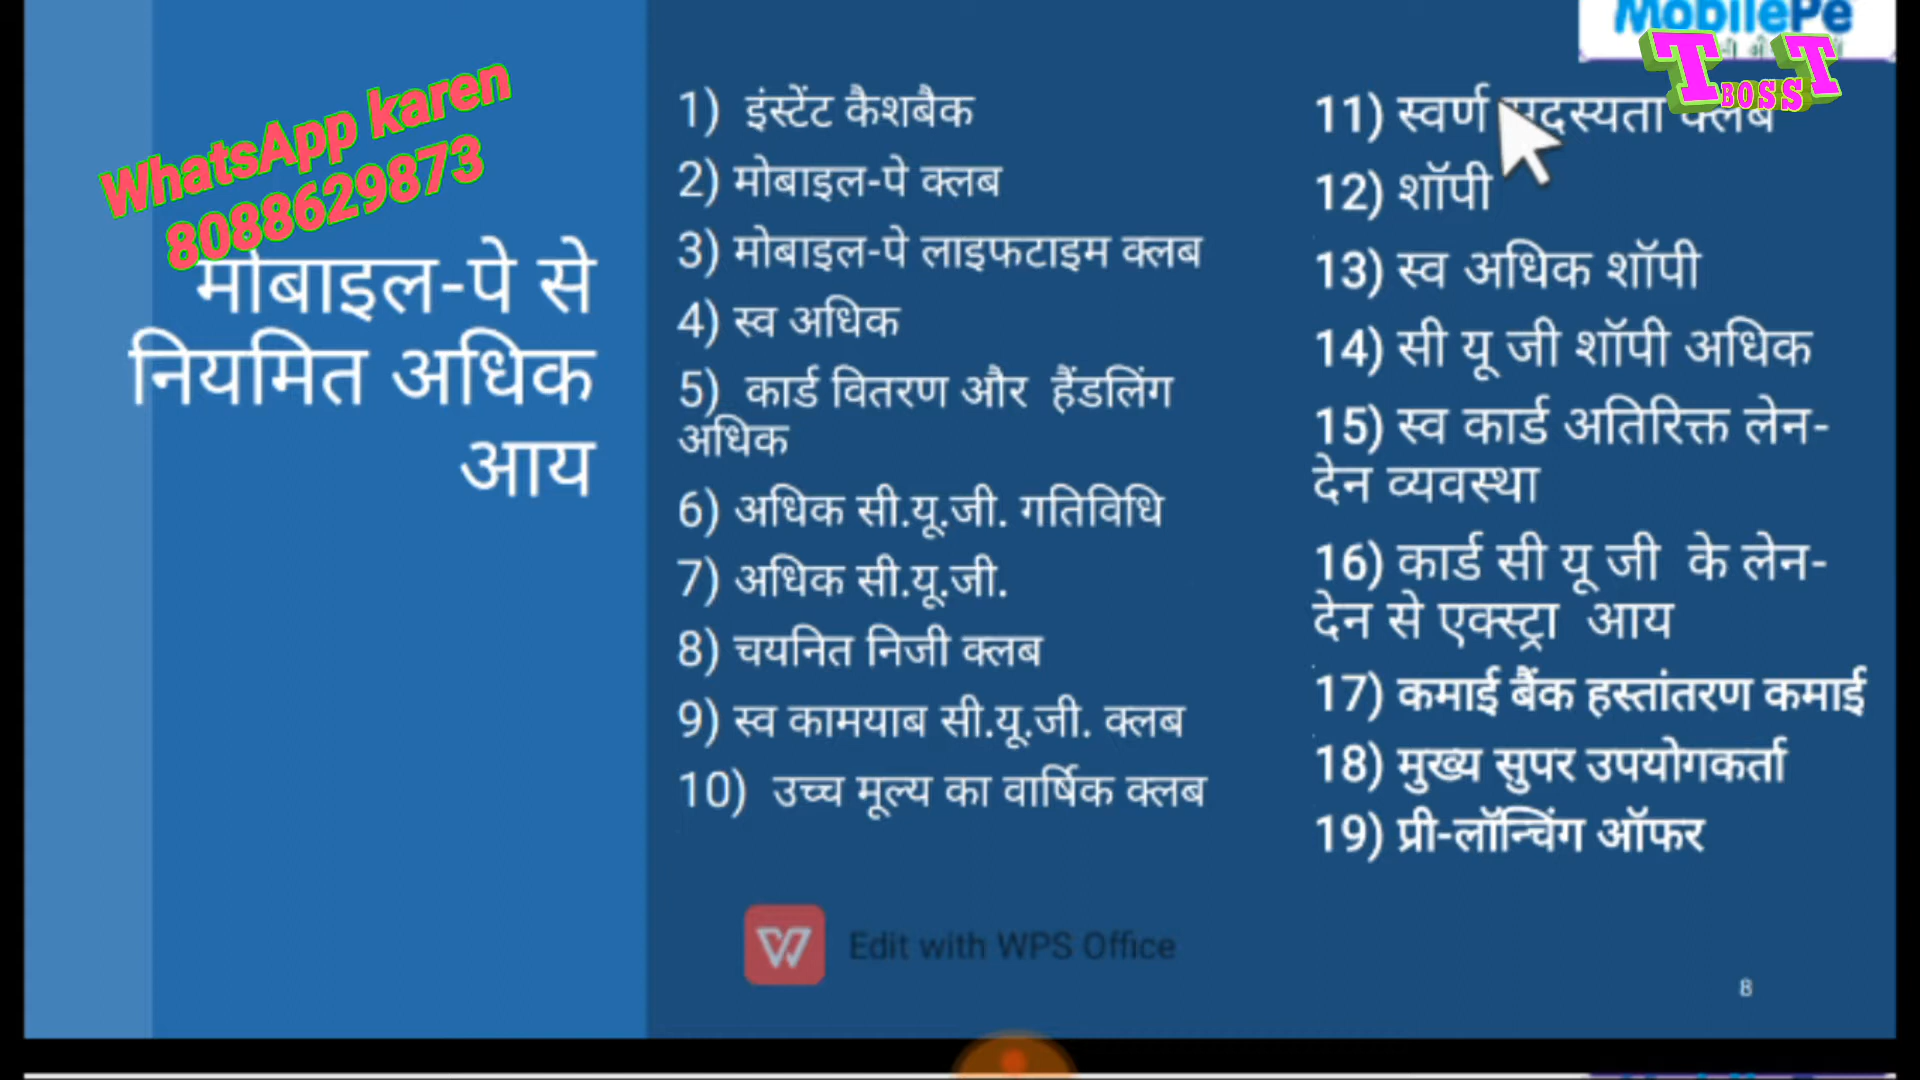 MobilePe
T BOSS T
WhatsApp karen
8088629873
मोबाइल-पे से
नियमित अधिक
आय
1) इंस्टेंट कैशबैक
2) मोबाइल-पे क्लब
3) मोबाइल-पे लाइफटाइम क्लब
4) स्व अधिक
5) कार्ड वितरण और हैंडलिंग
अधिक
6) अधिक सी.यू.जी. गतिविधि
7) अधिक सी.यू.जी.
8) चयनित निजी क्लब
9) स्व कामयाब सी.यू.जी. क्लब
10) उच्च मूल्य का वार्षिक क्लब
11) स्वर्ण सदस्यता क्लब
12) शॉपी
13) स्व अधिक शॉपी
14) सी यू जी शॉपी अधिक
15) स्व कार्ड अतिरिक्त लेन-
देन व्यवस्था
16) कार्ड सी यू जी के लेन-
देन से एक्स्ट्रा आय
17) कमाई बैंक हस्तांतरण कमाई
18) मुख्य सुपर उपयोगकर्ता
19) प्री-लॉन्चिंग ऑफर
Edit with WPS Office
8